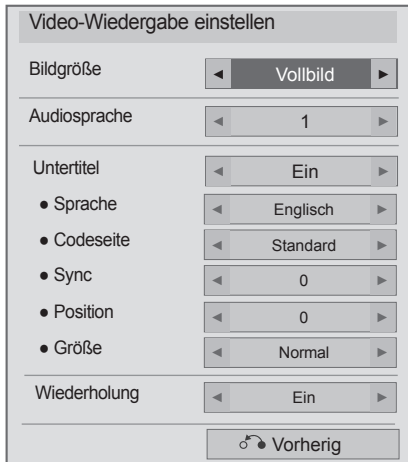 Video-Wiedergabe einstellen
Bildgröße ◄ Vollbild ►
Audiosprache ◄ 1 ►
Untertitel ◄ Ein ►
● Sprache ◄ Englisch ►
● Codeseite ◄ Standard ►
● Sync ◄ 0 ►
● Position ◄ 0 ►
● Größe ◄ Normal ►
Wiederholung ◄ Ein ►
Vorherig